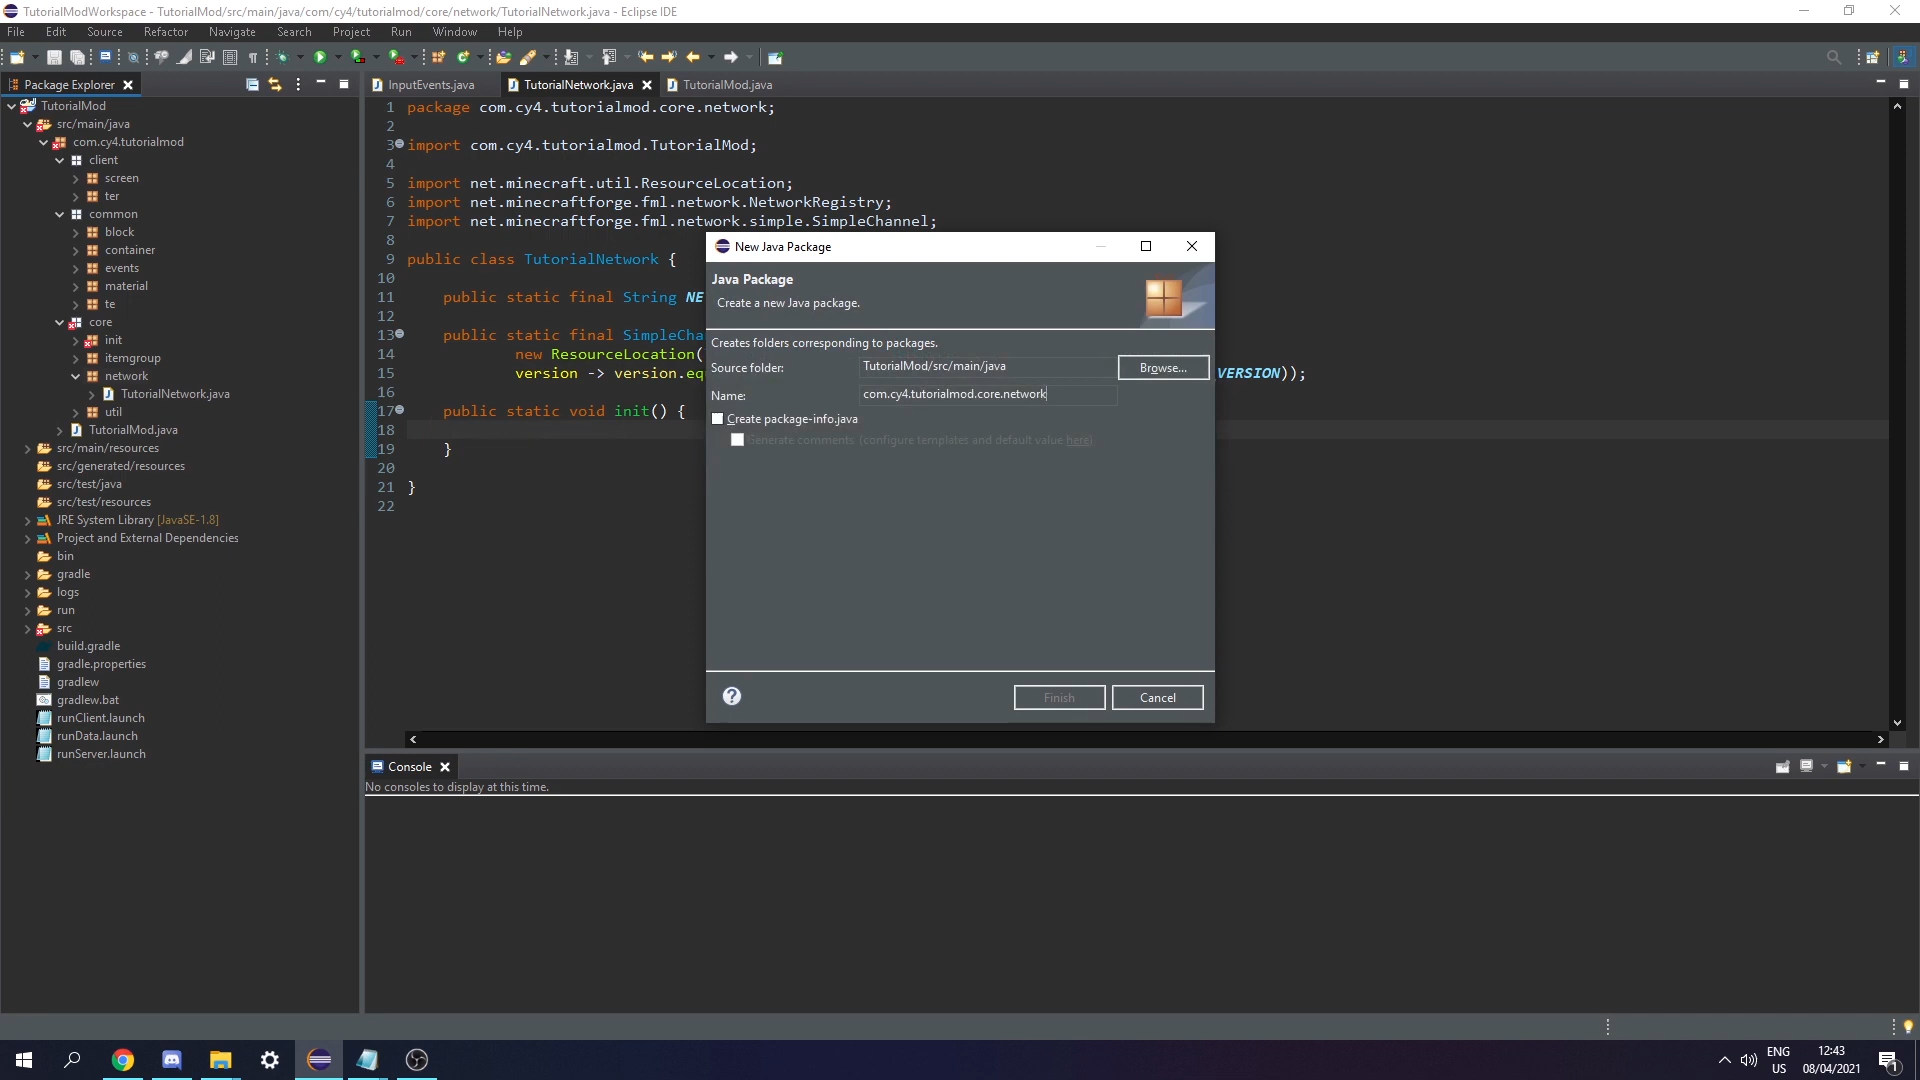 TutorialModWorkspace - TutorialMod/src/main/java/com/cy4/tutorialmod/core/network/TutorialNetwork.java - Eclipse IDE
File Edit Source Refactor Navigate Search Project Run Window Help
Package Explorer
InputEvents.java TutorialNetwork.java TutorialMod.java
TutorialMod
src/main/java
com.cy4.tutorialmod
client
screen
ter
common
block
container
events
material
te
core
init
itemgroup
network
TutorialNetwork.java
util
TutorialMod.java
src/main/resources
src/generated/resources
src/test/java
src/test/resources
JRE System Library [JavaSE-1.8]
Project and External Dependencies
bin
gradle
logs
run
src
build.gradle
gradle.properties
gradlew
gradlew.bat
runClient.launch
runData.launch
runServer.launch
1 package com.cy4.tutorialmod.core.network;
2
3 import com.cy4.tutorialmod.TutorialMod;
4
5 import net.minecraft.util.ResourceLocation;
6 import net.minecraftforge.fml.network.NetworkRegistry;
7 import net.minecraftforge.fml.network.simple.SimpleChannel;
8
9 public class TutorialNetwork {
10
11 public static final String NE
12
13 public static final SimpleCha
14 new ResourceLocation(
15 version -> version.equ VERSION));
16
17 public static void init() {
18
19 }
20
21 }
22
New Java Package
Java Package
Create a new Java package.
Creates folders corresponding to packages.
Source folder: TutorialMod/src/main/java Browse...
Name: com.cy4.tutorialmod.core.network
Create package-info.java
Generate comments (configure templates and default value here)
? Finish Cancel
Console
No consoles to display at this time.
ENG
US
12:43
08/04/2021
1